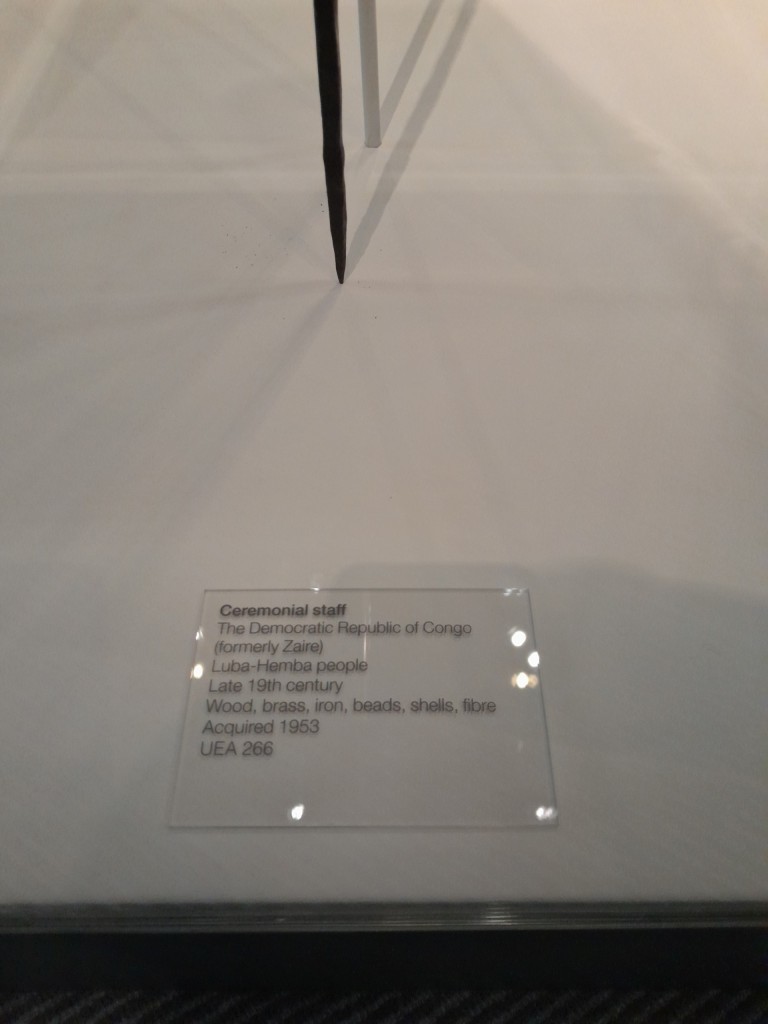 Ceremonial staff
The Democratic Republic of Congo
(formerly Zaire)
Luba-Hemba people
Late 19th century
Wood, brass, iron, beads, shells, fibre
Acquired 1953
UEA 266